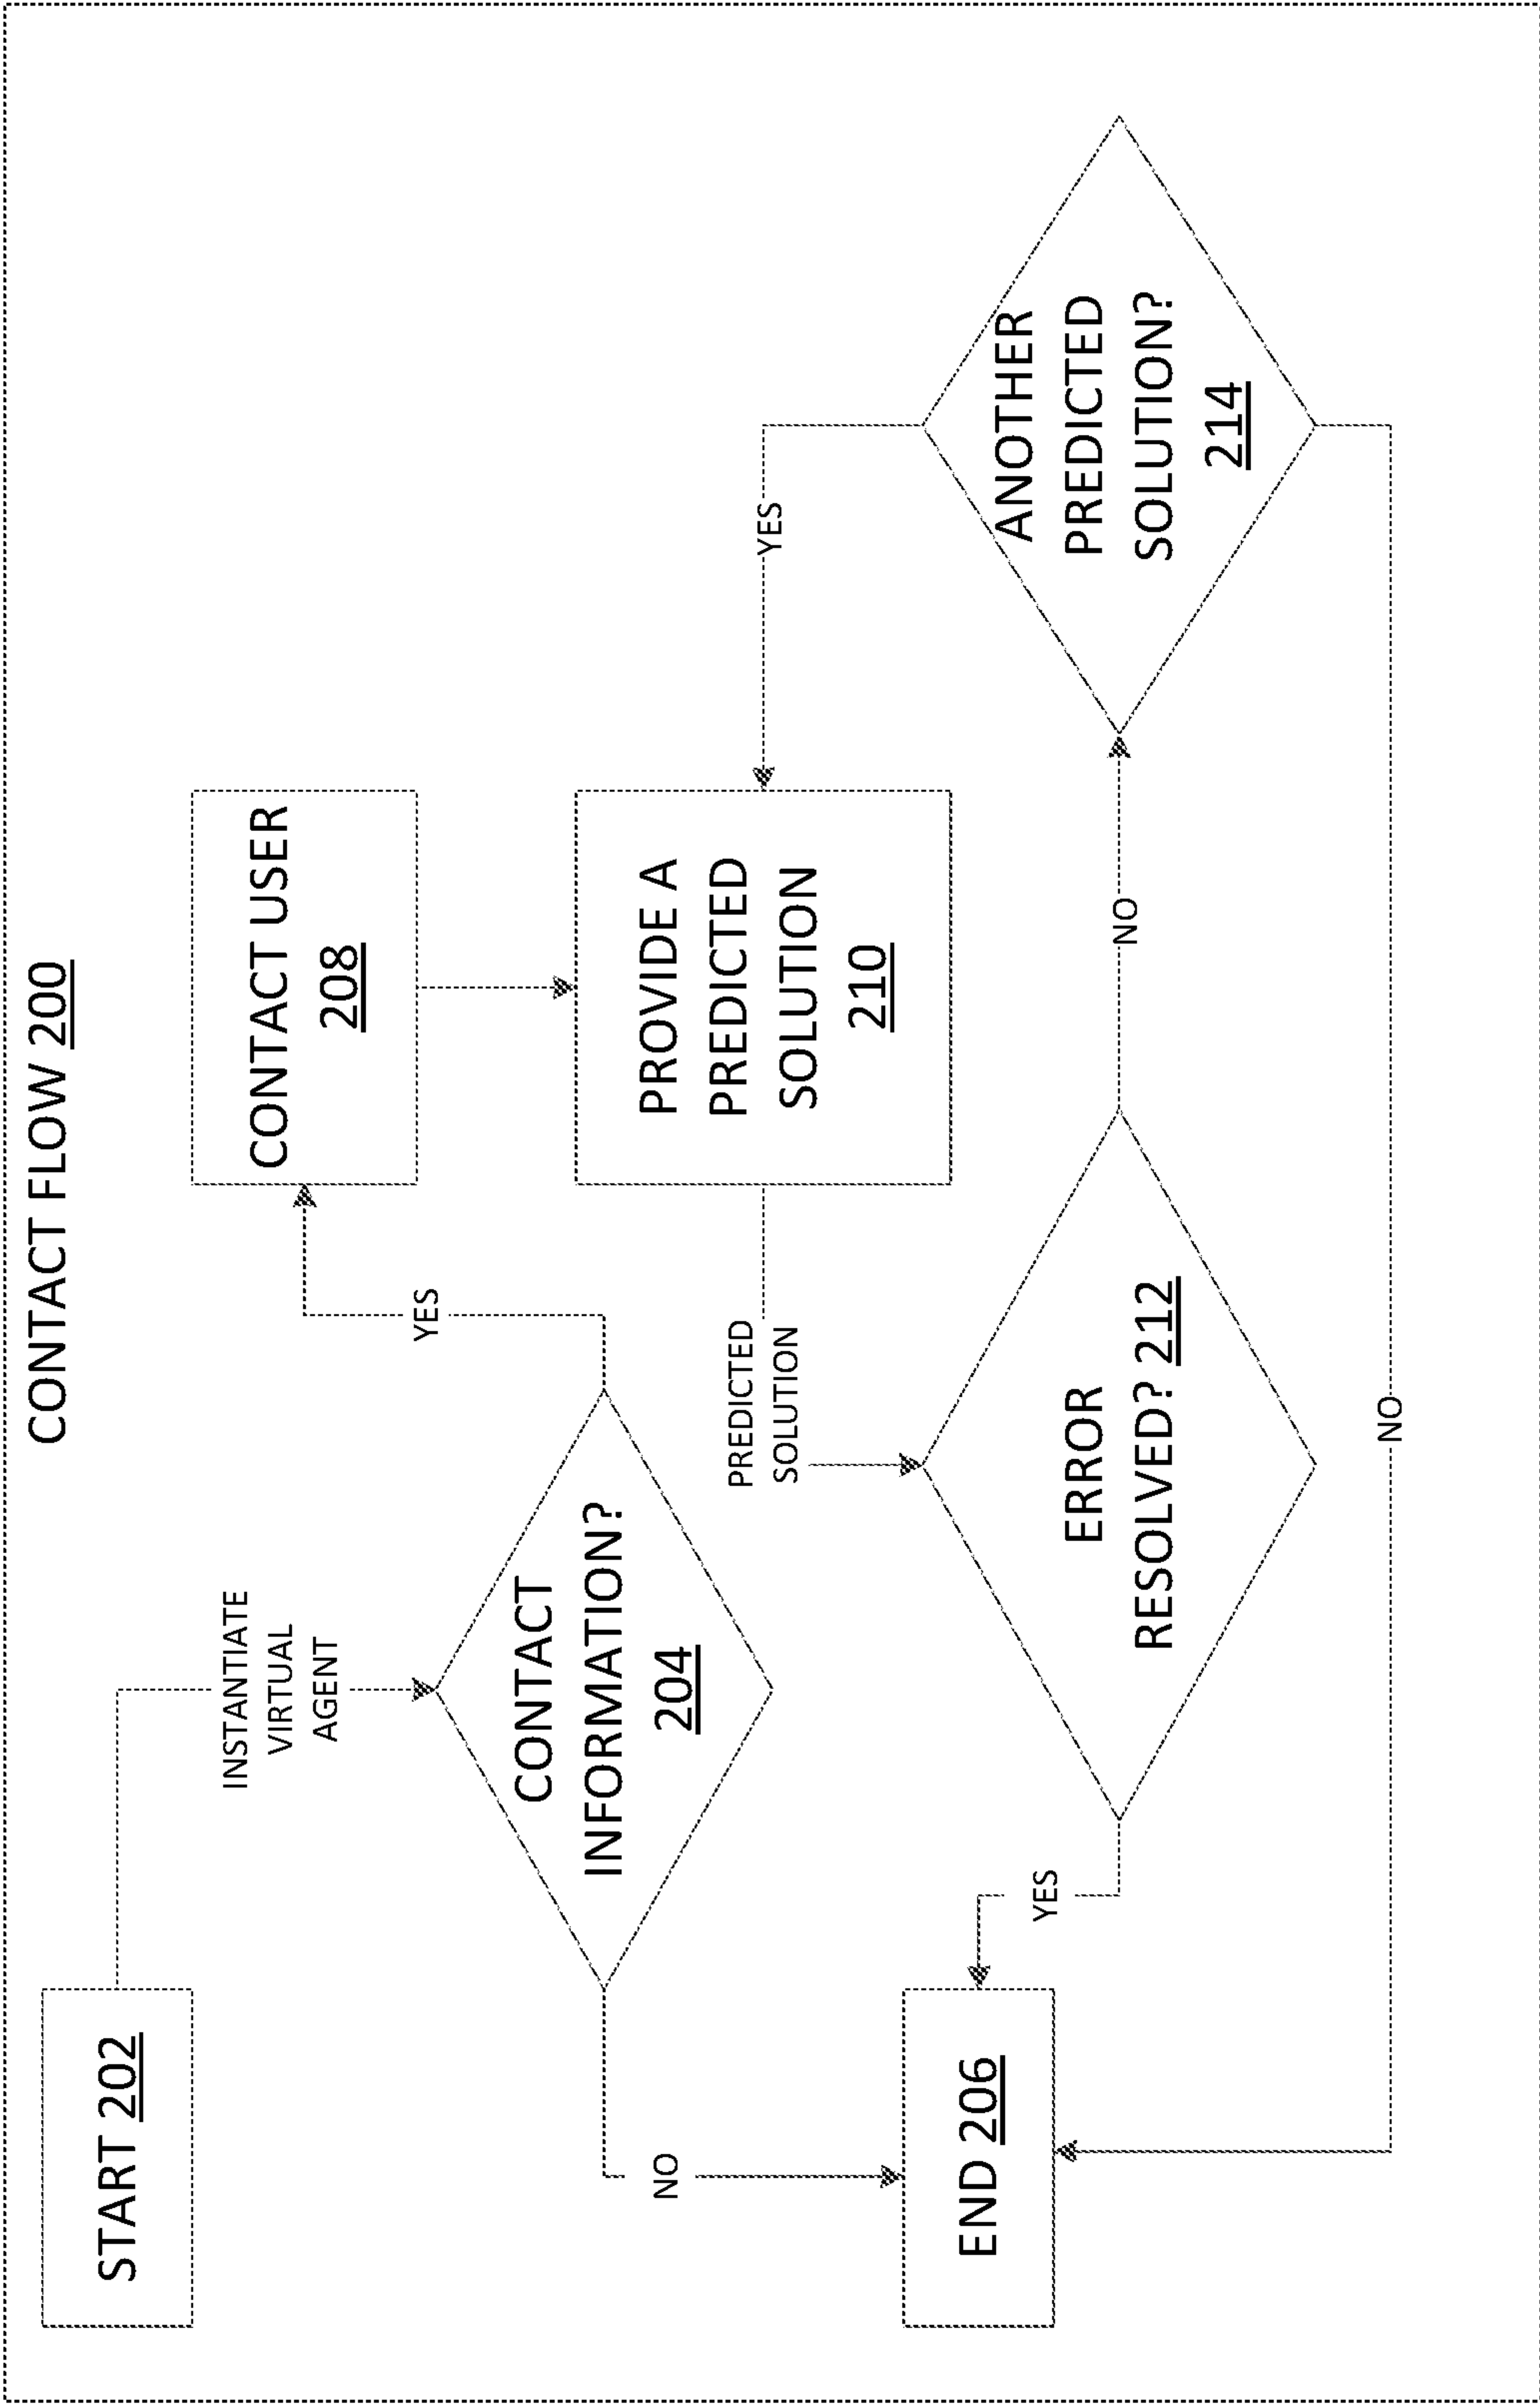 CONTACT FLOW 200
START 202
INSTANTIATE
VIRTUAL
AGENT
CONTACT
INFORMATION?
204
YES
NO
CONTACT USER
208
PROVIDE A
PREDICTED
SOLUTION
210
PREDICTED
SOLUTION
YES
END 206
YES
ERROR
RESOLVED? 212
NO
ANOTHER
PREDICTED
SOLUTION?
214
NO